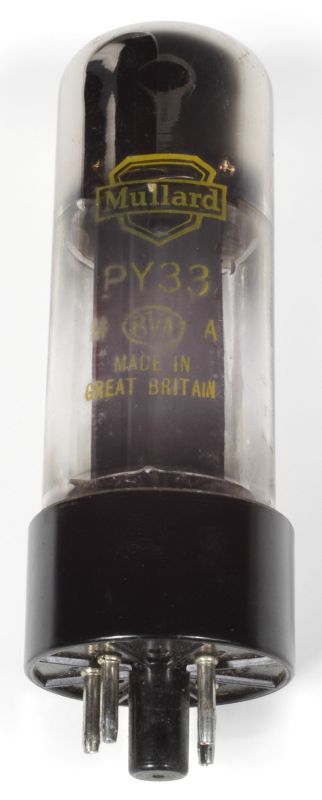 Mullard
PY33
BVA A
MADE IN
GREAT BRITAIN